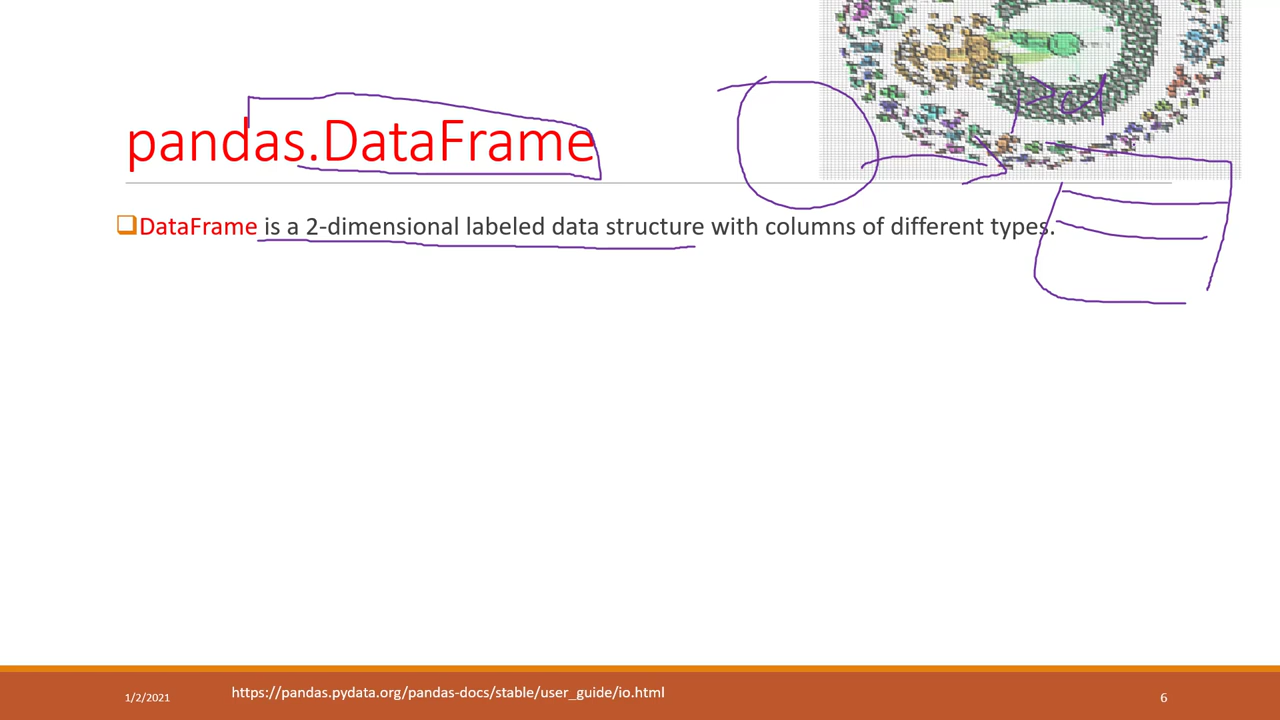 pandas.DataFrame
Pd
DataFrame is a 2-dimensional labeled data structure with columns of different types.
1/2/2021
https://pandas.pydata.org/pandas-docs/stable/user_guide/io.html
6